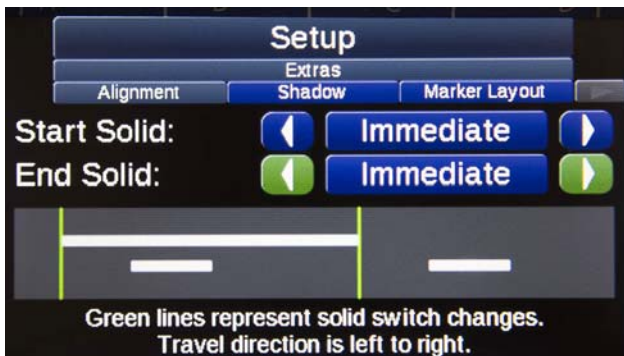 Setup
Extras
Alignment Shadow Marker Layout
Start Solid: Immediate
End Solid: Immediate
Green lines represent solid switch changes.
Travel direction is left to right.